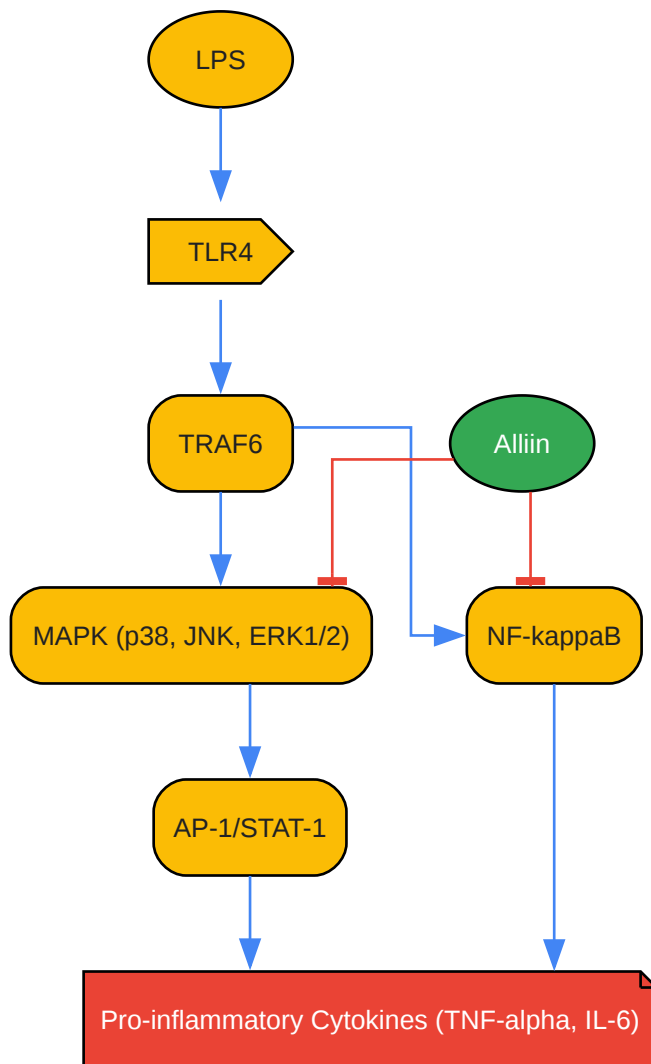 LPS
TLR4
TRAF6
Alliin
MAPK (p38, JNK, ERK1/2)
NF-kappaB
AP-1/STAT-1
Pro-inflammatory Cytokines (TNF-alpha, IL-6)